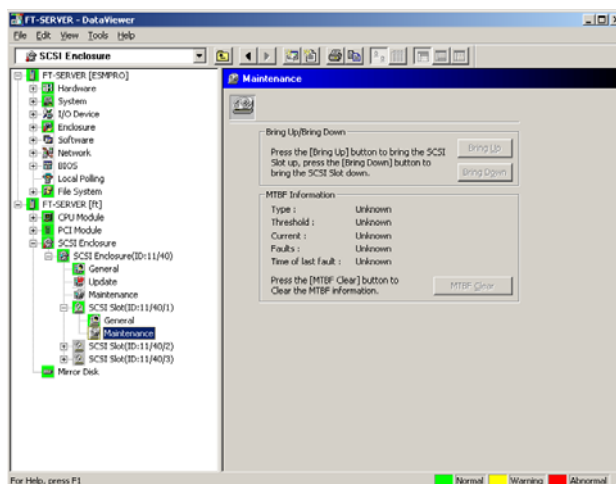 FT-SERVER - DataViewer
File Edit View Tools Help
SCSI Enclosure
FT-SERVER [ESMPRO]
Hardware
System
I/O Device
Enclosure
Software
Network
BIOS
Local Polling
File System
FT-SERVER [ft]
CPU Module
PCI Module
SCSI Enclosure
SCSI Enclosure(ID:11/40)
General
Update
Maintenance
SCSI Slot(ID:11/40/1)
General
Maintenance
SCSI Slot(ID:11/40/2)
SCSI Slot(ID:11/40/3)
Mirror Disk
Maintenance
Bring Up/Bring Down
Press the [Bring Up] button to bring the SCSI
Slot up, press the [Bring Down] button to
bring the SCSI Slot down.
Bring Up
Bring Down
MTBF Information
Type : Unknown
Threshold : Unknown
Current : Unknown
Faults : Unknown
Time of last fault : Unknown
Press the [MTBF Clear] button to
Clear the MTBF information.
MTBF Clear
For Help, press F1
Normal Warning Abnormal